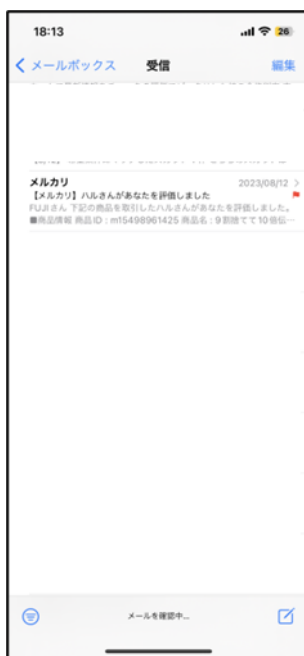 18:13
26
メールボックス
受信
編集
メルカリ
2023/08/12
【メルカリ】ハルさんがあなたを評価しました
FUJIさん 下記の商品を取引したハルさんがあなたを評価しました。
■商品情報 商品ID : m15498961425 商品名 : 9割捨てて10倍伝…
メールを確認中...